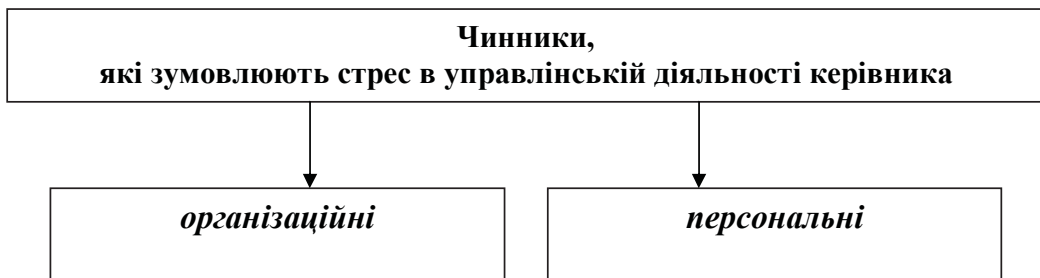 Чинники,
які зумовлюють стрес в управлінській діяльності керівника
організаційні
персональні